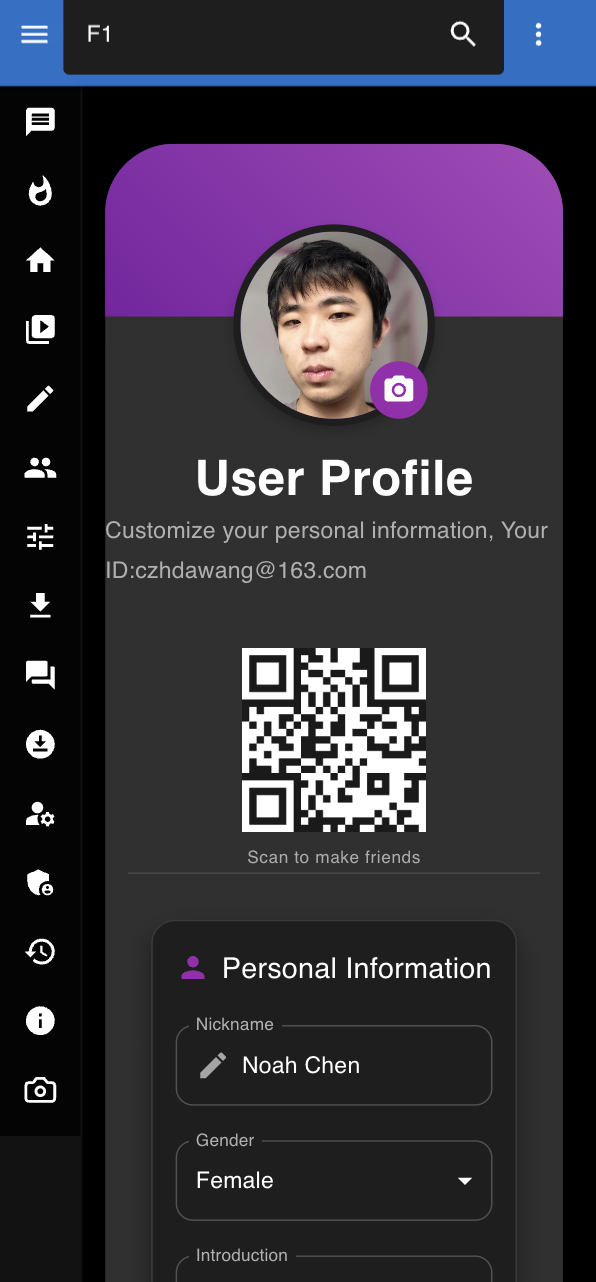 F1
User Profile
Customize your personal information, Your
ID:czhdawang@163.com
Scan to make friends
Personal Information
Nickname
Noah Chen
Gender
Female
Introduction